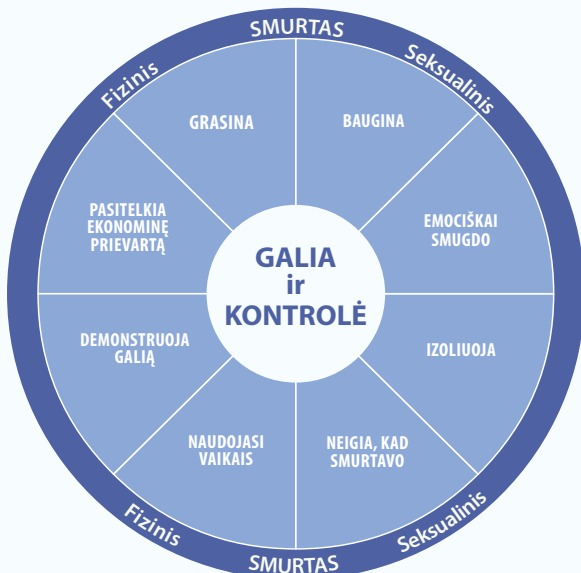 SMURTAS
Fizinis
Seksualinis
GRASINA
BAUGINA
PASITELKIA
EKONOMINĘ
PRIEVARTĄ
EMOCIŠKAI
SMUGDO
GALIA
ir
KONTROLĖ
DEMONSTRUOJA
GALIĄ
IZOLIUOJA
NAUDOJASI
VAIKAIS
NEIGIA, KAD
SMURTAVO
Fizinis
Seksualinis
SMURTAS